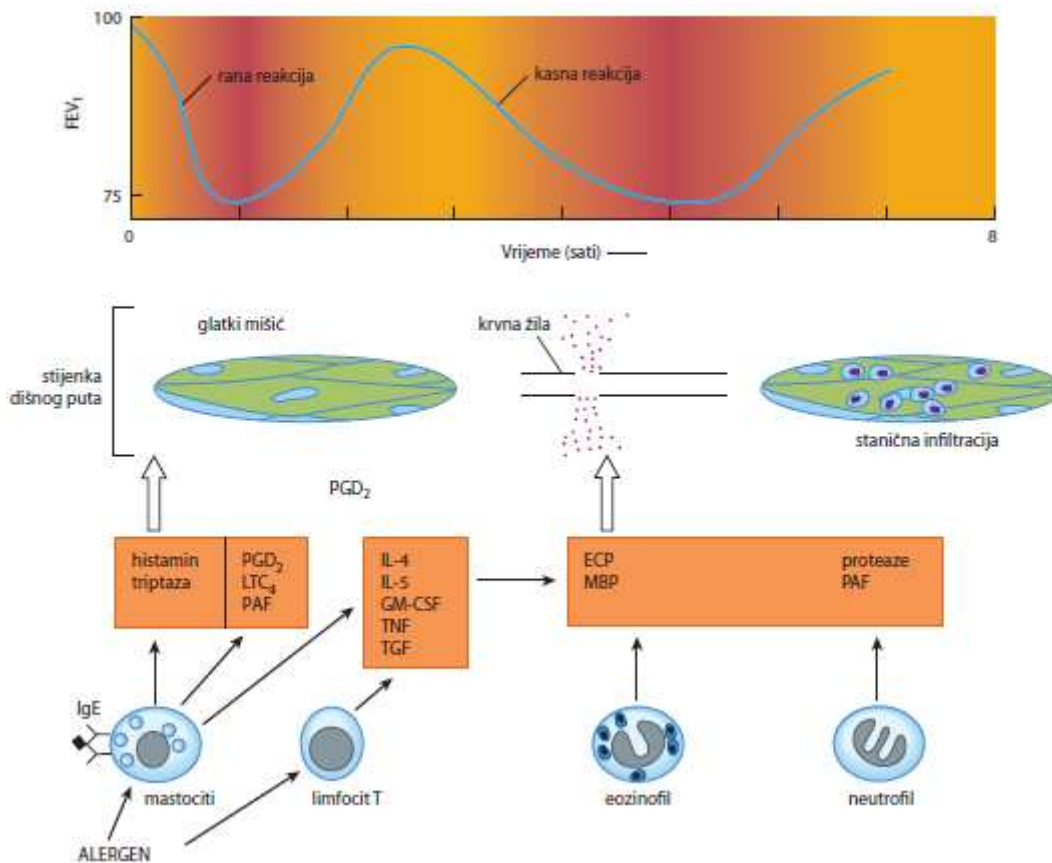 100
rana reakcija
kasna reakcija
FEV1
75
0
8
Vrijeme (sati)
glatki mišić
krvna žila
stijenka
dišnog puta
stanična infiltracija
PGD2
histamin
triptaza
PGD2
LTC4
PAF
IL-4
IL-5
GM-CSF
TNF
TGF
ECP
MBP
proteaze
PAF
IgE
mastociti
limfocit T
eozinofil
neutrofil
ALERGEN